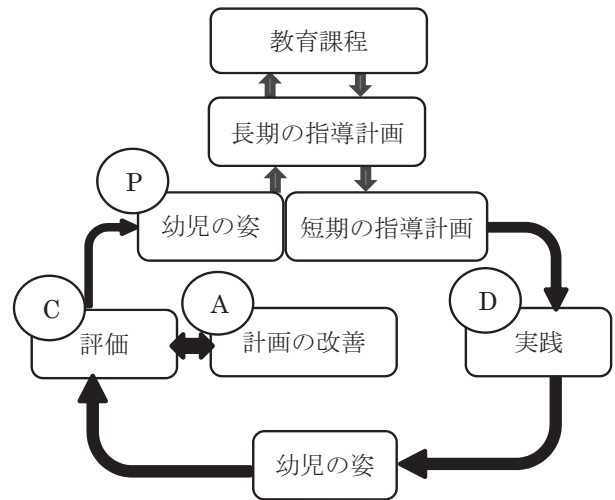 教育課程
長期の指導計画
P
幼児の姿
短期の指導計画
C
評価
A
計画の改善
D
実践
幼児の姿